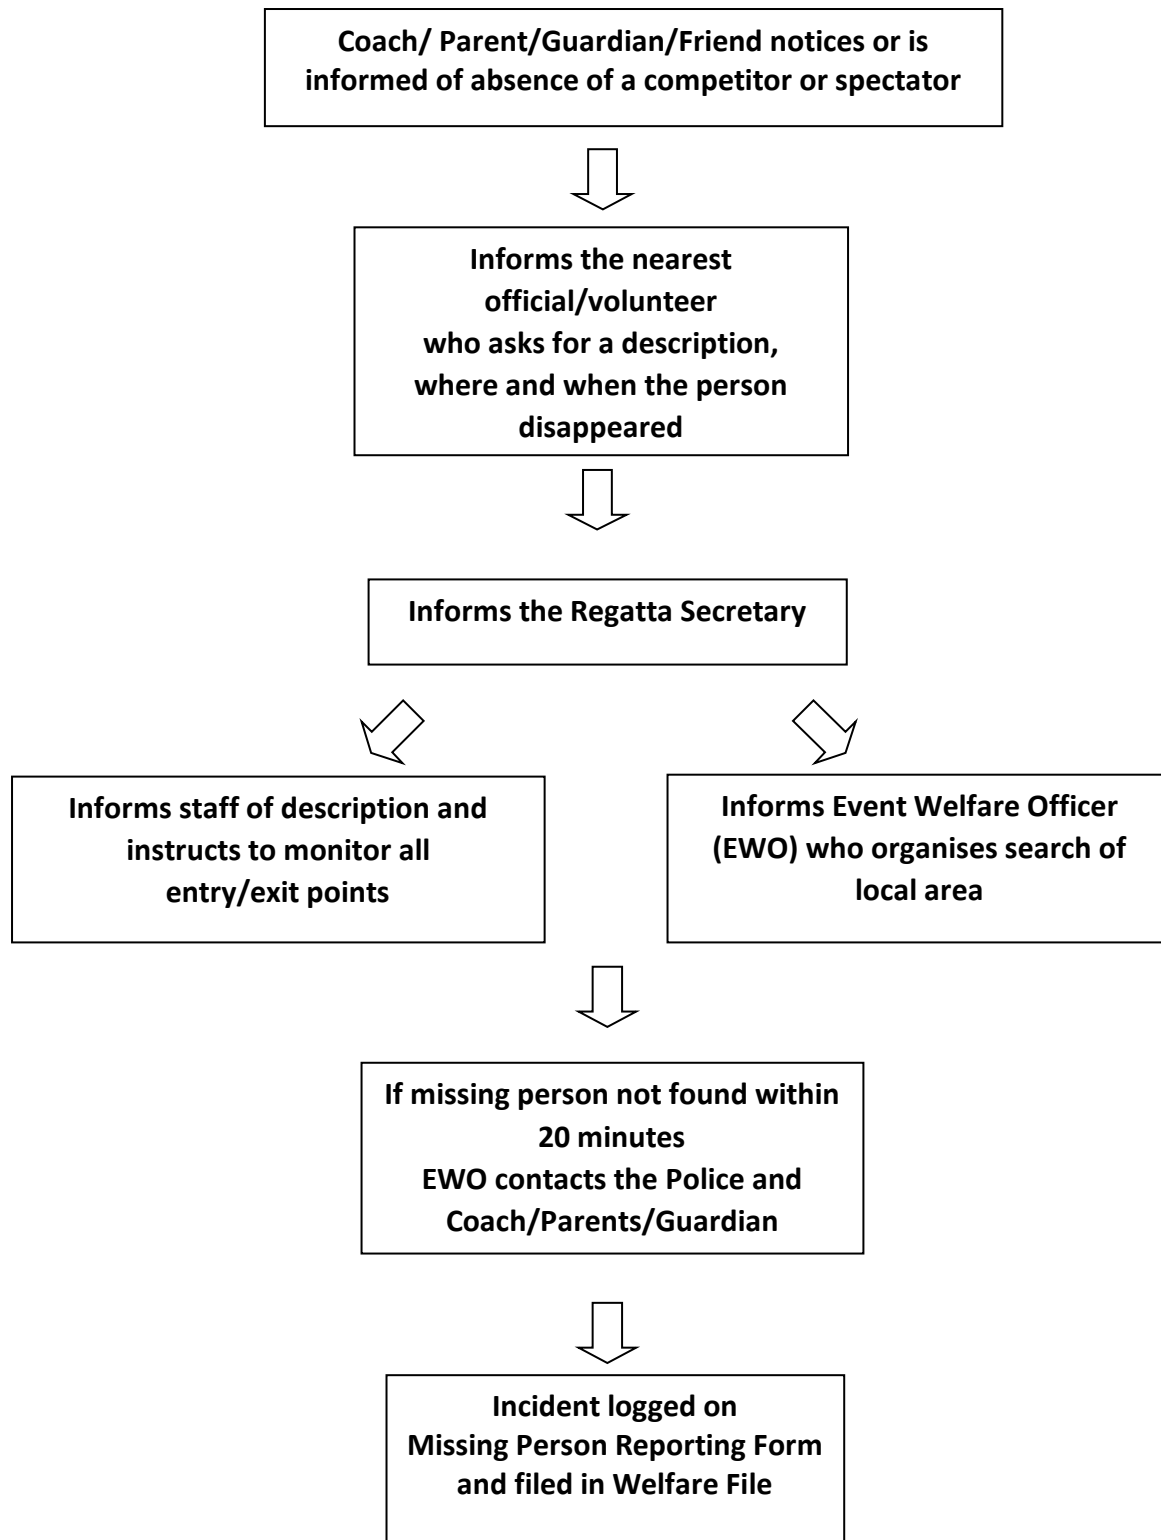 Coach/ Parent/Guardian/Friend notices or is
informed of absence of a competitor or spectator
Informs the nearest
official/volunteer
who asks for a description,
where and when the person
disappeared
Informs the Regatta Secretary
Informs staff of description and
instructs to monitor all
entry/exit points
Informs Event Welfare Officer
(EWO) who organises search of
local area
If missing person not found within
20 minutes
EWO contacts the Police and
Coach/Parents/Guardian
Incident logged on
Missing Person Reporting Form
and filed in Welfare File